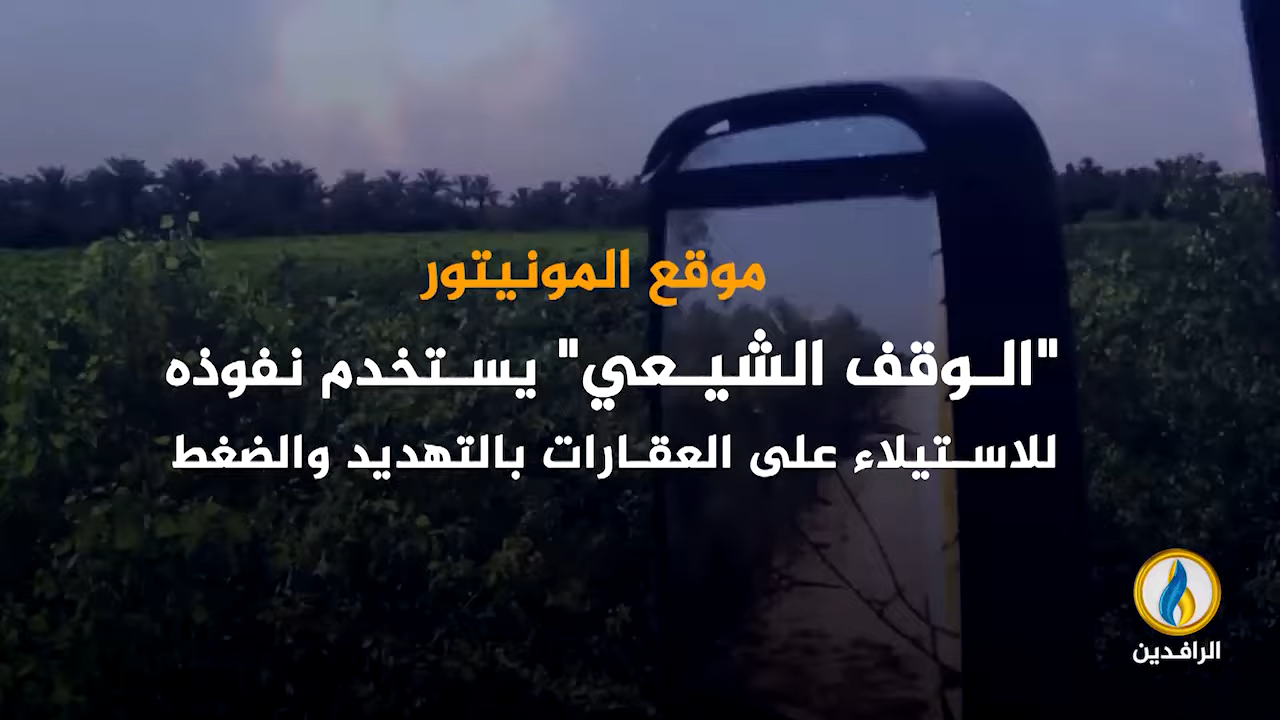 موقع المونيتور
"الوقف الشيعي" يستخدم نفوذه
للاستيلاء على العقارات بالتهديد والضغط
الرافدين